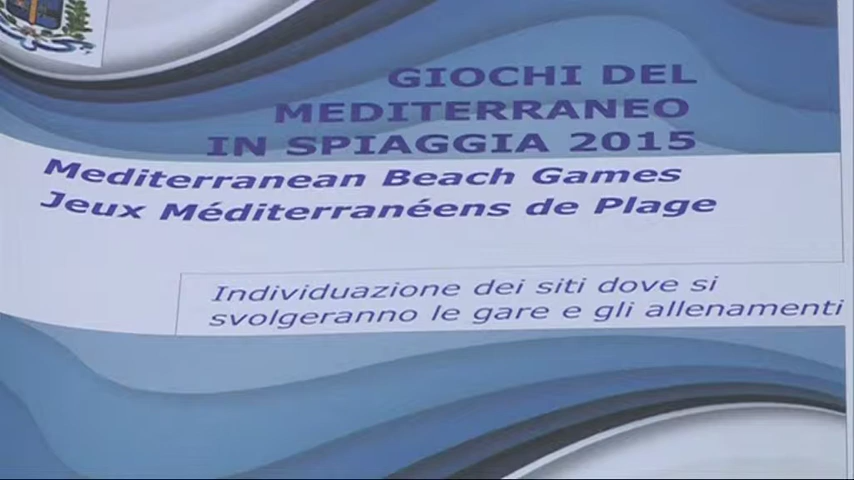 GIOCHI DEL
MEDITERRANEO
IN SPIAGGIA 2015
Mediterranean Beach Games
Jeux Méditerranéens de Plage
Individuazione dei siti dove si
svolgeranno le gare e gli allenamenti